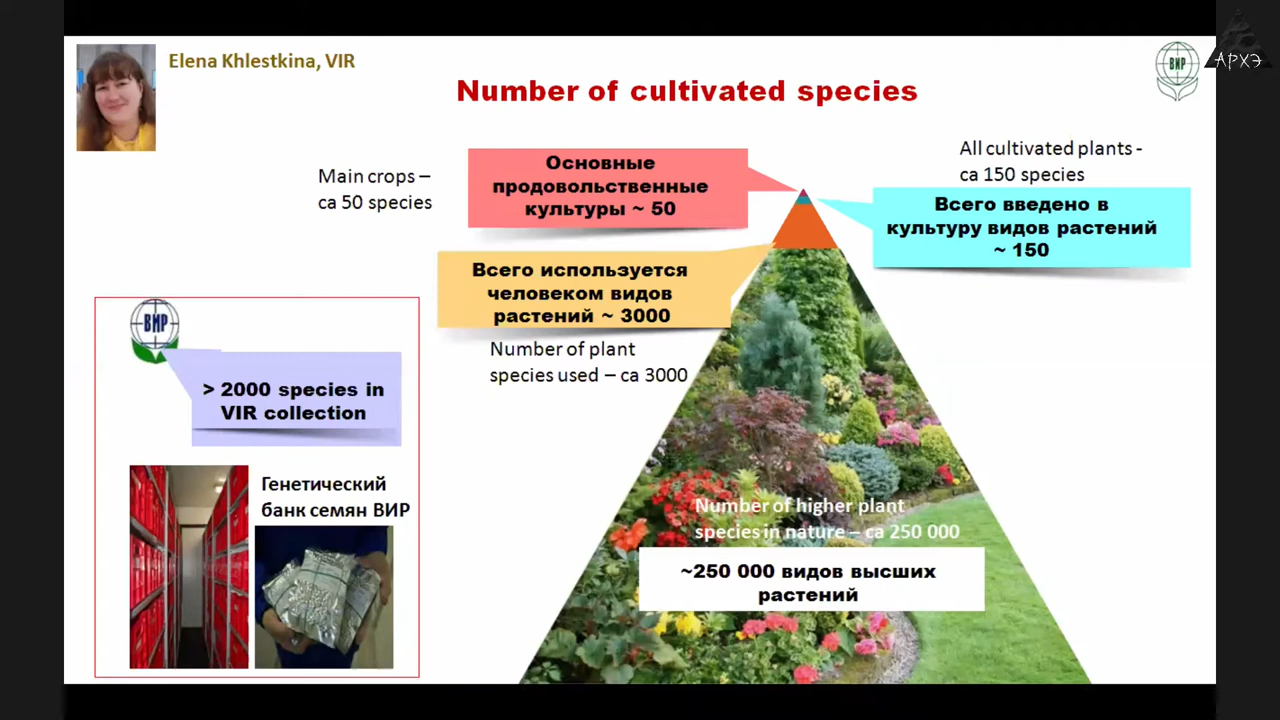 Elena Khlestkina, VIR
ВИР
АРХЭ
Number of cultivated species
Main crops –
ca 50 species
Основные
продовольственные
культуры ~ 50
All cultivated plants -
ca 150 species
Всего введено в
культуру видов растений
~ 150
Всего используется
человеком видов
растений ~ 3000
Number of plant
species used – ca 3000
ВИР
> 2000 species in
VIR collection
Генетический
банк семян ВИР
Number of higher plant
species in nature – ca 250 000
~250 000 видов высших
растений